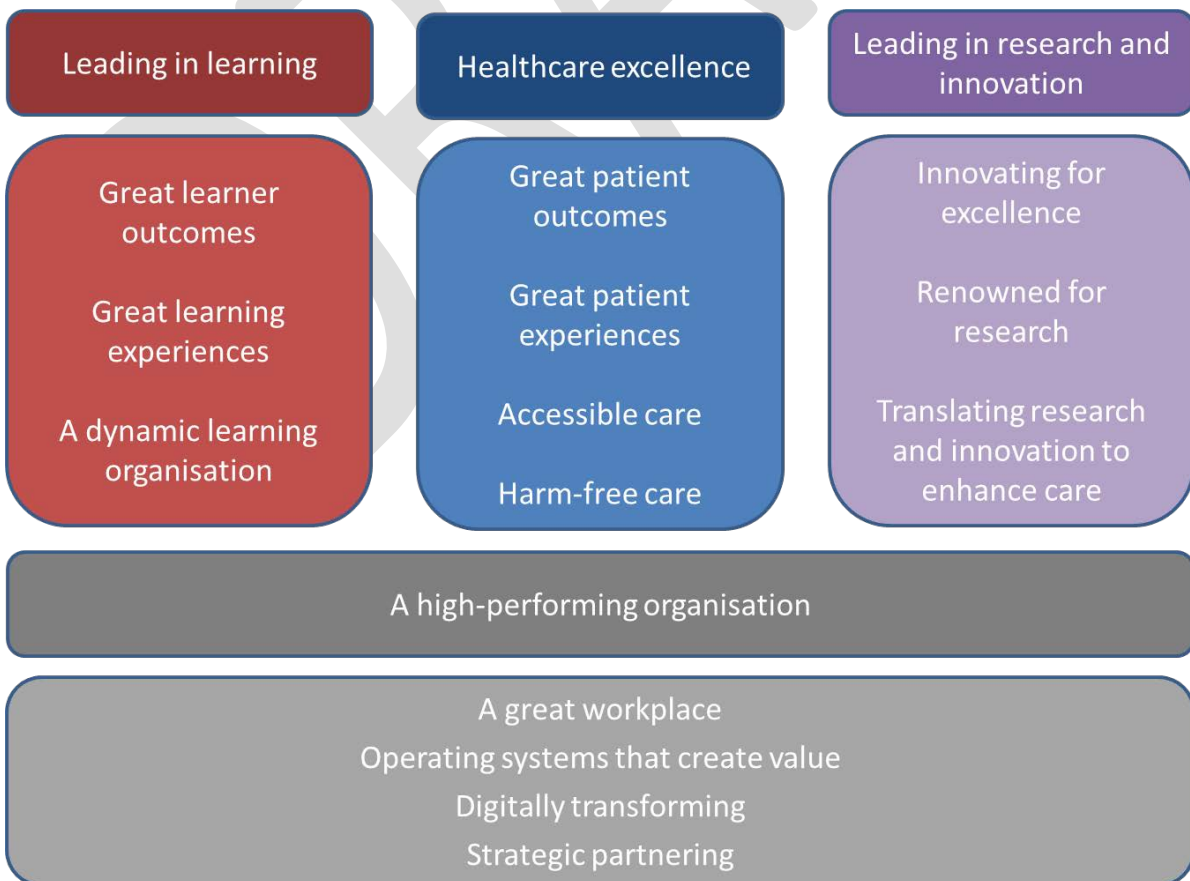 Leading in learning
Healthcare excellence
Leading in research and
innovation
Great learner
outcomes
Great learning
experiences
A dynamic learning
organisation
Great patient
outcomes
Great patient
experiences
Accessible care
Harm-free care
Innovating for
excellence
Renowned for
research
Translating research
and innovation to
enhance care
A high-performing organisation
A great workplace
Operating systems that create value
Digitally transforming
Strategic partnering